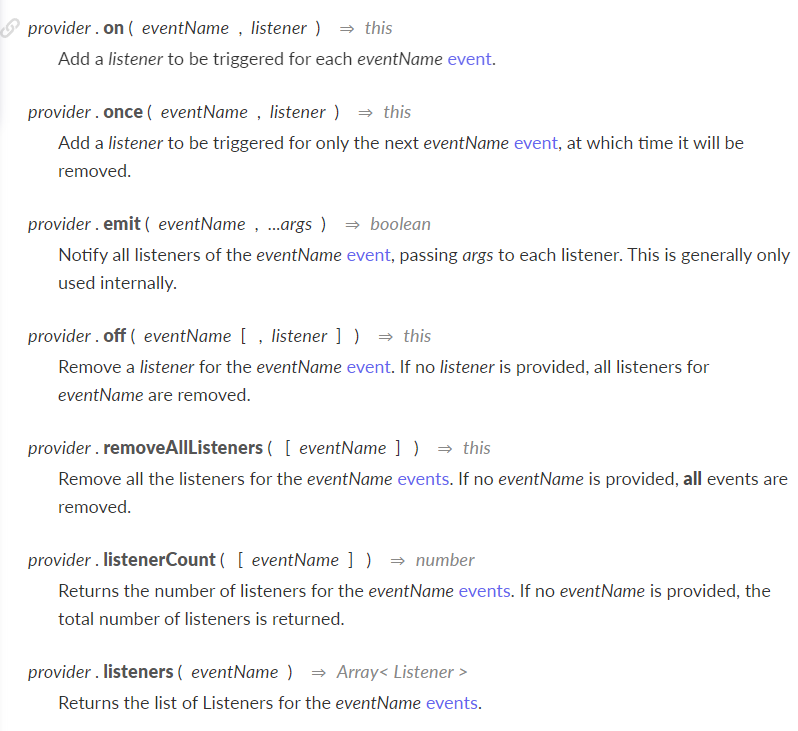 provider . on ( eventName , listener ) ⇒ this
Add a listener to be triggered for each eventName event.
provider . once ( eventName , listener ) ⇒ this
Add a listener to be triggered for only the next eventName event, at which time it will be
removed.
provider . emit ( eventName , ...args ) ⇒ boolean
Notify all listeners of the eventName event, passing args to each listener. This is generally only
used internally.
provider . off ( eventName [ , listener ] ) ⇒ this
Remove a listener for the eventName event. If no listener is provided, all listeners for
eventName are removed.
provider . removeAllListeners ( [ eventName ] ) ⇒ this
Remove all the listeners for the eventName events. If no eventName is provided, all events are
removed.
provider . listenerCount ( [ eventName ] ) ⇒ number
Returns the number of listeners for the eventName events. If no eventName is provided, the
total number of listeners is returned.
provider . listeners ( eventName ) ⇒ Array< Listener >
Returns the list of Listeners for the eventName events.